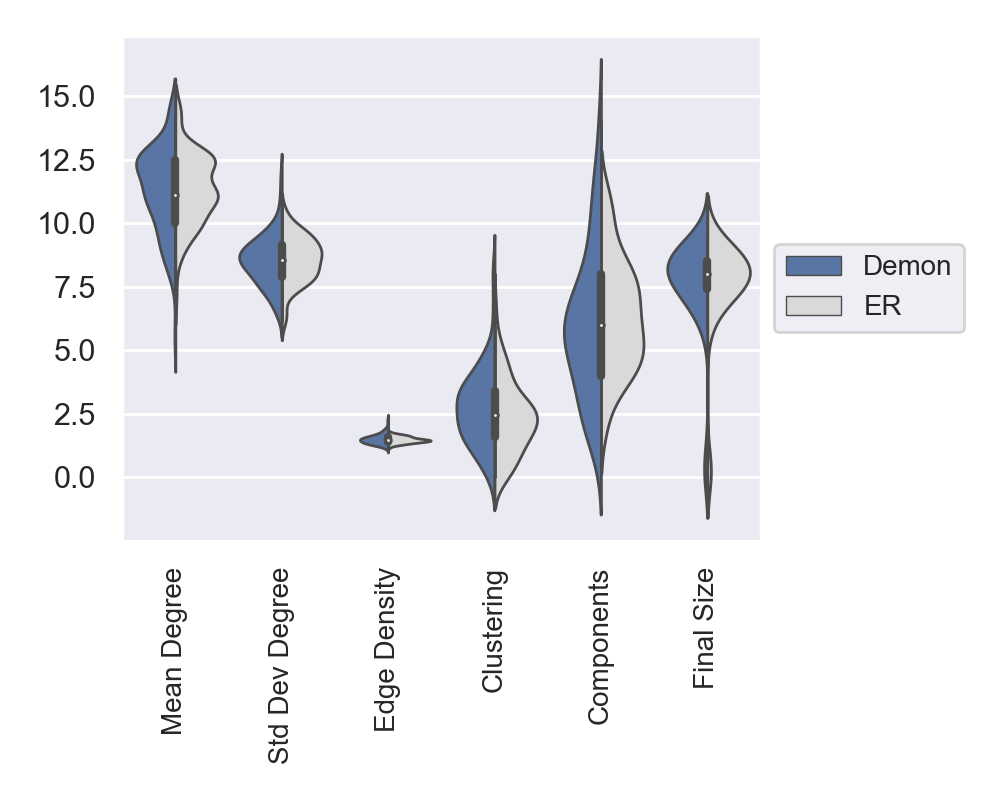 15.0
12.5
10.0
7.5
5.0
2.5
0.0
Demon
ER
Mean Degree
Std Dev Degree
Edge Density
Clustering
Components
Final Size